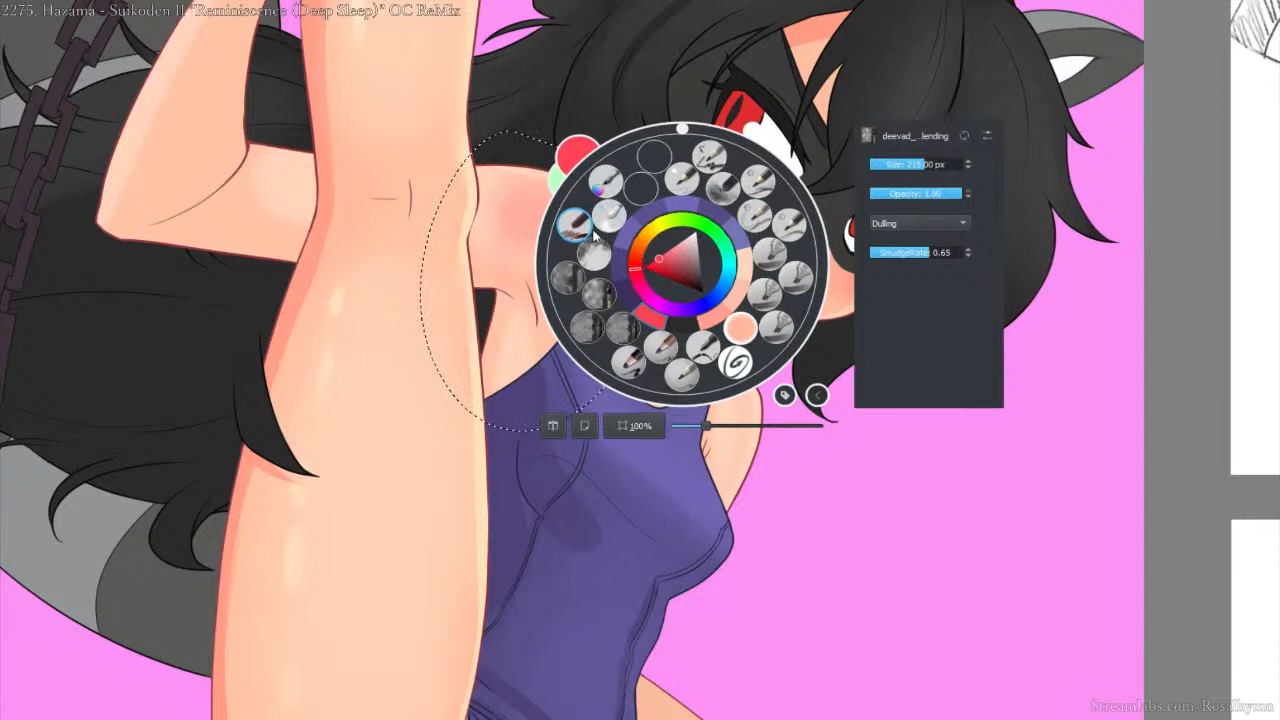 2275. Hazama - Suikoden II "Reminiscence (Deep Sleep)" OC ReMix
deevad_ ..lending
Size: 215.00 px
Opacity: 1.00
Dulling
SmudgeRate: 0.65
100%
Streamlabs.com/Rosalhymn